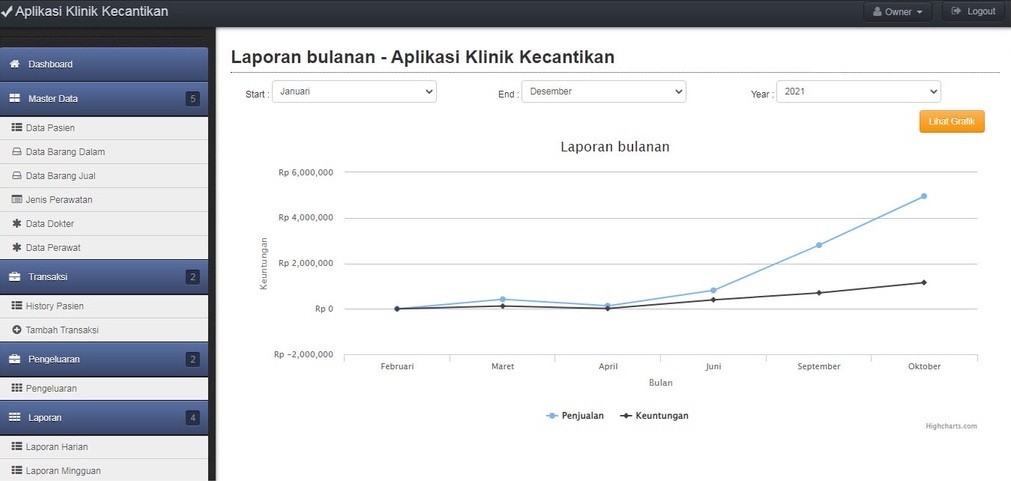 Aplikasi Klinik Kecantikan
Owner
Logout
Dashboard
Master Data 5
Data Pasien
Data Barang Dalam
Data Barang Jual
Jenis Perawatan
Data Dokter
Data Perawat
Transaksi 2
History Pasien
Tambah Transaksi
Pengeluaran 2
Pengeluaran
Laporan 4
Laporan Harian
Laporan Mingguan
Laporan bulanan - Aplikasi Klinik Kecantikan
Start : Januari End : Desember Year : 2021
Lihat Grafik
Laporan bulanan
Keuntungan
Rp 6,000,000
Rp 4,000,000
Rp 2,000,000
Rp 0
Rp −2,000,000
Februari Maret April Juni September Oktober
Bulan
Penjualan Keuntungan
Highcharts.com